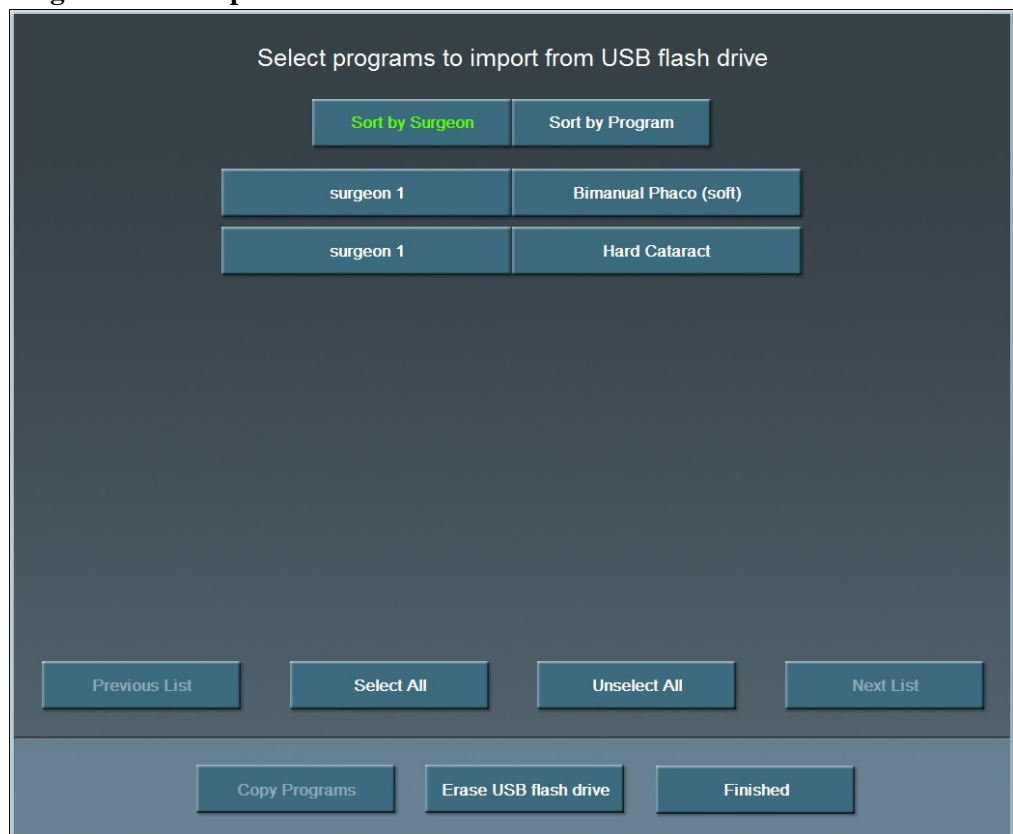 Select programs to import from USB flash drive
Sort by Surgeon Sort by Program
surgeon 1 Bimanual Phaco (soft)
surgeon 1 Hard Cataract
Previous List Select All Unselect All Next List
Copy Programs Erase USB flash drive Finished